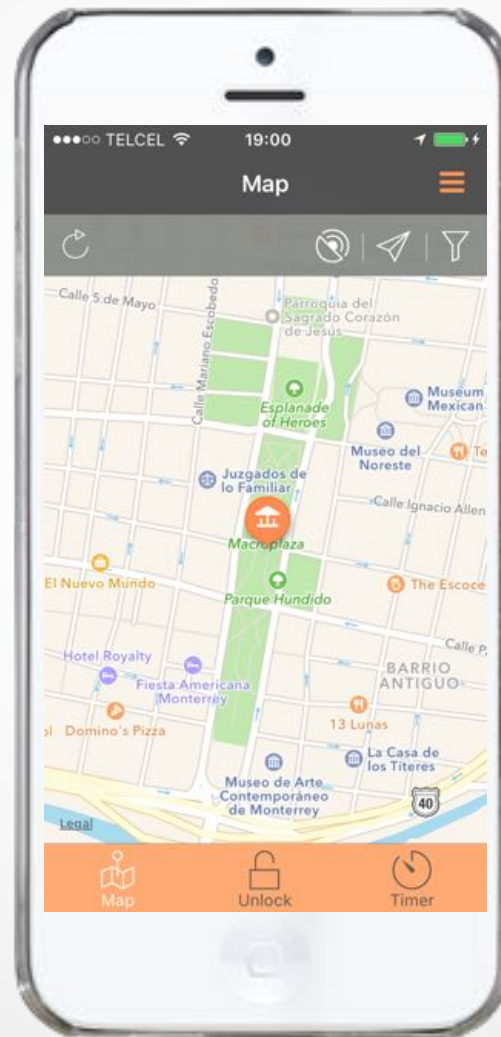 TELCEL
19:00
Map
Calle 5 de Mayo
Calle Mariano Escobedo
Parroquia del
Sagrado Corazón
de Jesús
Esplanade
of Heroes
Museum
Mexican
Museo del
Noreste
Te
Juzgados de
lo Familiar
Calle Ignacio Allen
Macroplaza
El Nuevo Mundo
The Escoce
Parque Hundido
Calle P
Hotel Royalty
BARRIO
ANTIGUO
Fiesta Americana
Monterrey
13 Lunas
ol
Domino's Pizza
La Casa de
los Títeres
Museo de Arte
Contemporáneo
de Monterrey
40
Legal
Map
Unlock
Timer